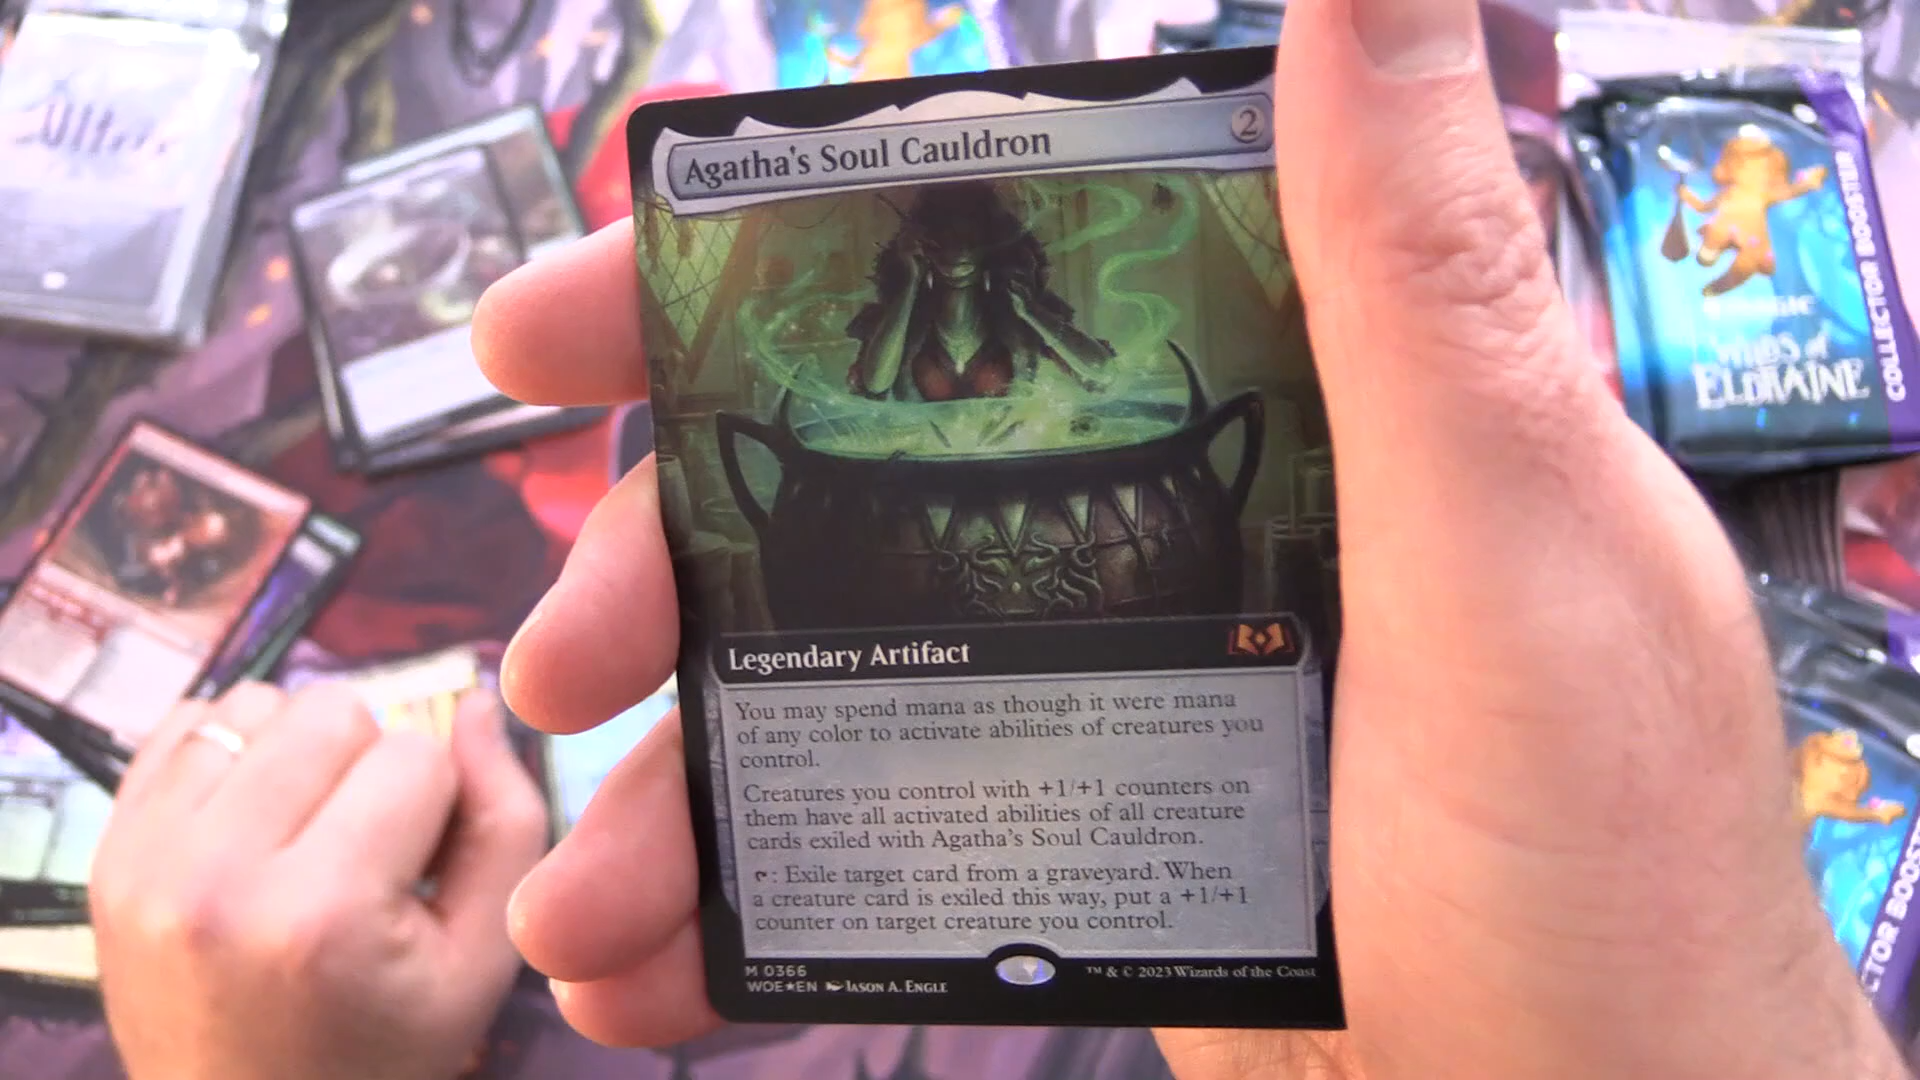 Agatha's Soul Cauldron
2
Legendary Artifact
You may spend mana as though it were mana
of any color to activate abilities of creatures you
control.
Creatures you control with +1/+1 counters on
them have all activated abilities of all creature
cards exiled with Agatha's Soul Cauldron.
: Exile target card from a graveyard. When
a creature card is exiled this way, put a +1/+1
counter on target creature you control.
M 0366
WOE★EN JASON A. ENGLE
™ & © 2023 Wizards of the Coast
MAGIC
WILDS of
ELDRAINE
COLLECTOR BOOSTER
CTOR BOOST